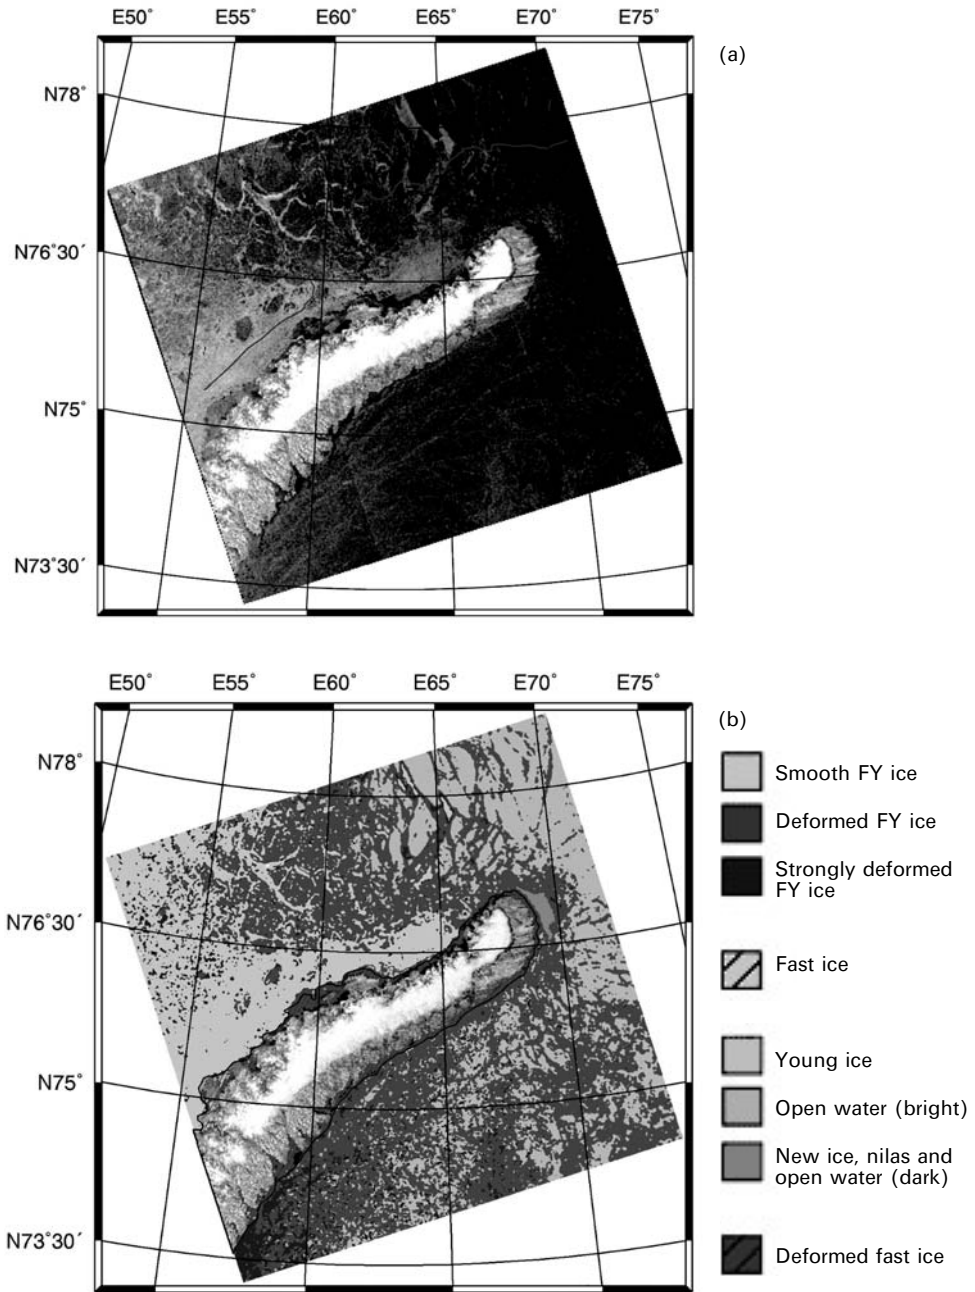 E50° E55° E60° E65° E70° E75°
(a)
N78°
N76°30´
N75°
N73°30´
E50° E55° E60° E65° E70° E75°
(b)
N78°
N76°30´
N75°
N73°30´
Smooth FY ice
Deformed FY ice
Strongly deformed
FY ice
Fast ice
Young ice
Open water (bright)
New ice, nilas and
open water (dark)
Deformed fast ice